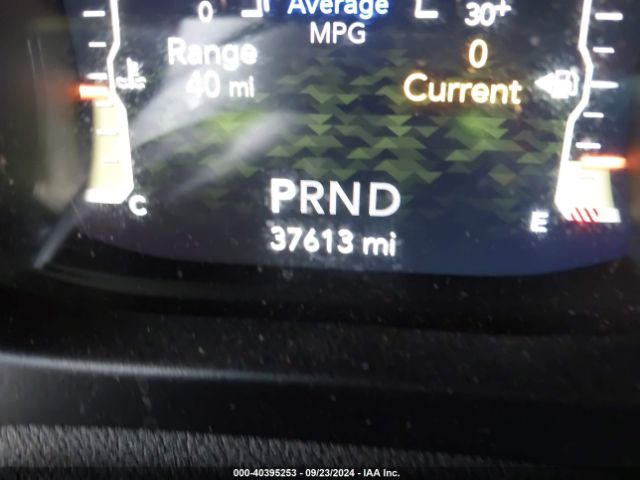 0
Average
MPG
30+
Range
40 mi
0
Current
C
PRND
E
37613 mi
000-40395253 - 09/23/2024 - IAA Inc.